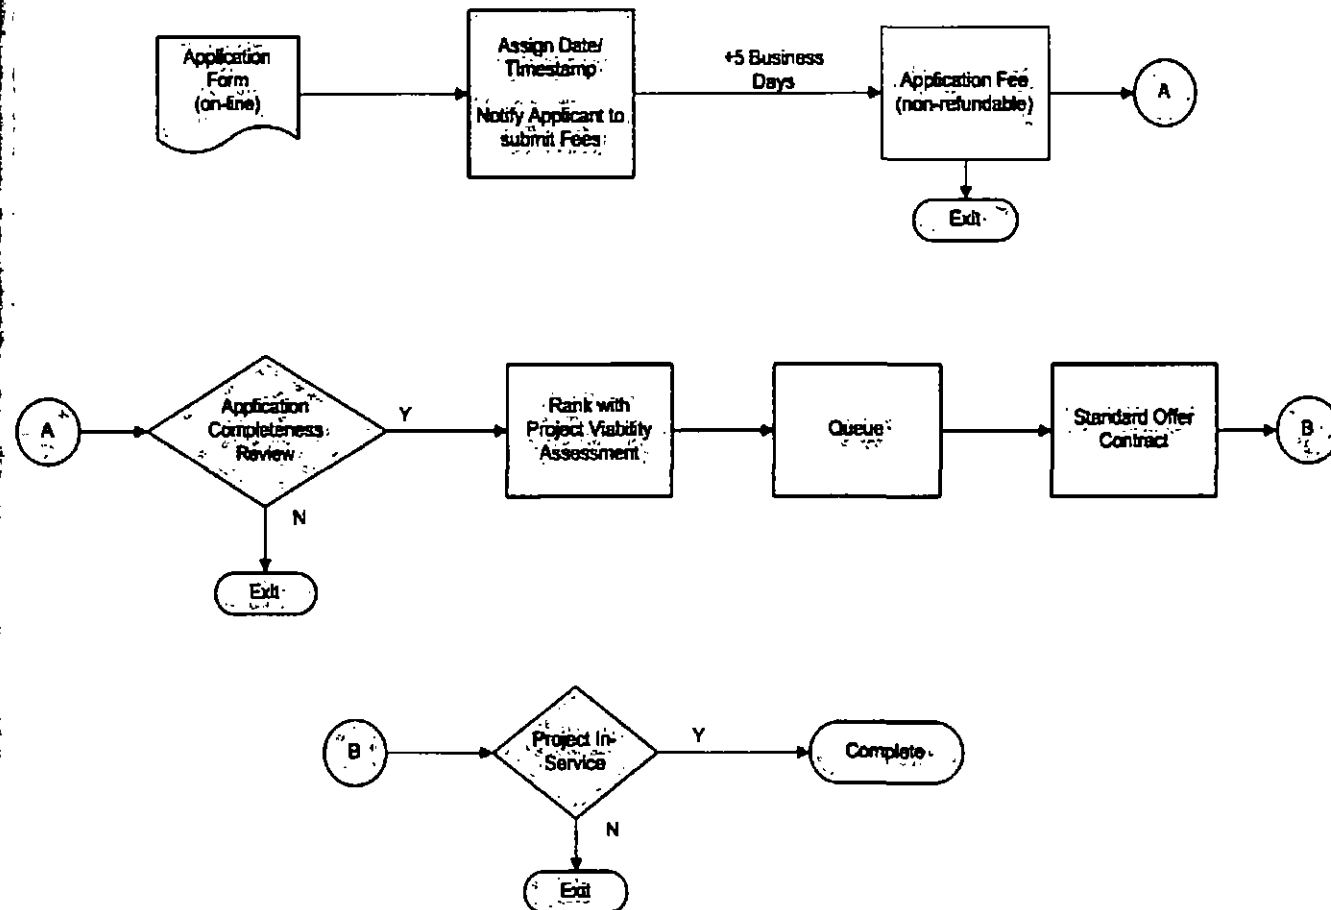 Application
Form
(on-line)
Assign Date/
Timestamp
Notify Applicant to
submit Fees
+5 Business
Days
Application Fee
(non-refundable)
A
Exit
A
Application
Completeness
Review
Y
N
Exit
Rank with
Project Viability
Assessment
Queue
Standard Offer
Contract
B
B
Project In-
Service
Y
Complete
N
Exit